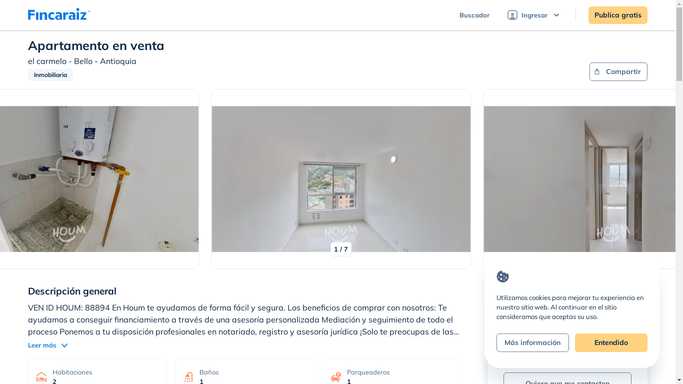 Fincaraíz
Buscador
Ingresar
Publica gratis
Apartamento en venta
el carmelo - Bello - Antioquia
Inmobiliaria
Compartir
HOUM
HOUM
HOUM
1 / 7
Descripción general
VEN ID HOUM: 88894 En Houm te ayudamos de forma fácil y segura. Los beneficios de comprar con nosotros: Te
ayudamos a conseguir financiamiento a través de una asesoría personalizada Mediación y seguimiento de todo el
proceso Ponemos a tu disposición profesionales en notariado, registro y asesoría jurídica ¡Solo te preocupas de las...
Leer más
Habitaciones
2
Baños
1
Parqueaderos
1
Utilizamos cookies para mejorar tu experiencia en
nuestro sitio web. Al continuar en el sitio
consideramos que aceptas su uso.
Más información
Entendido
Quiero que me contacten